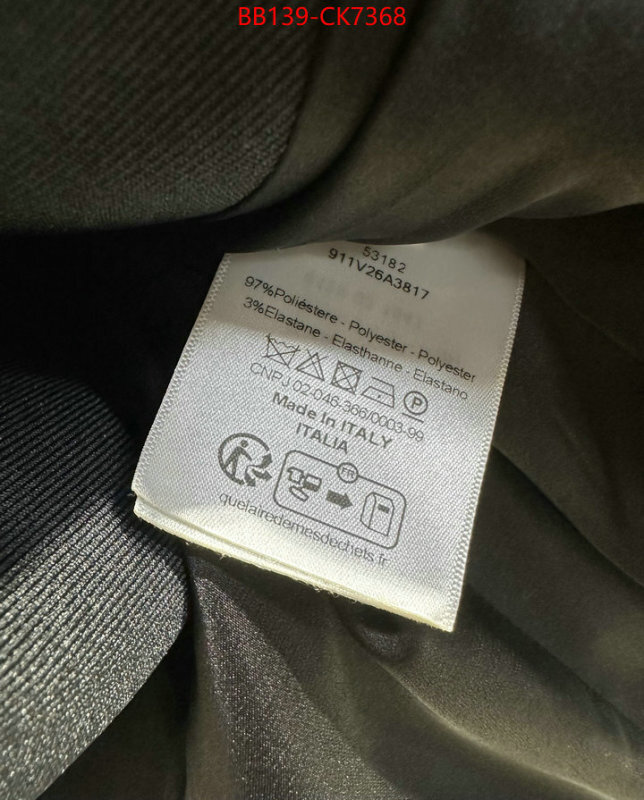 BB139-CK7368
53182
911V26A3817
97%Poliéstere - Polyester - Polyester
3%Elastane - Elasthanne - Elastano
P
CNPJ 02-046.366/0003-99
Made In ITALY
ITALIA
FR
quelairedemesdechets.fr